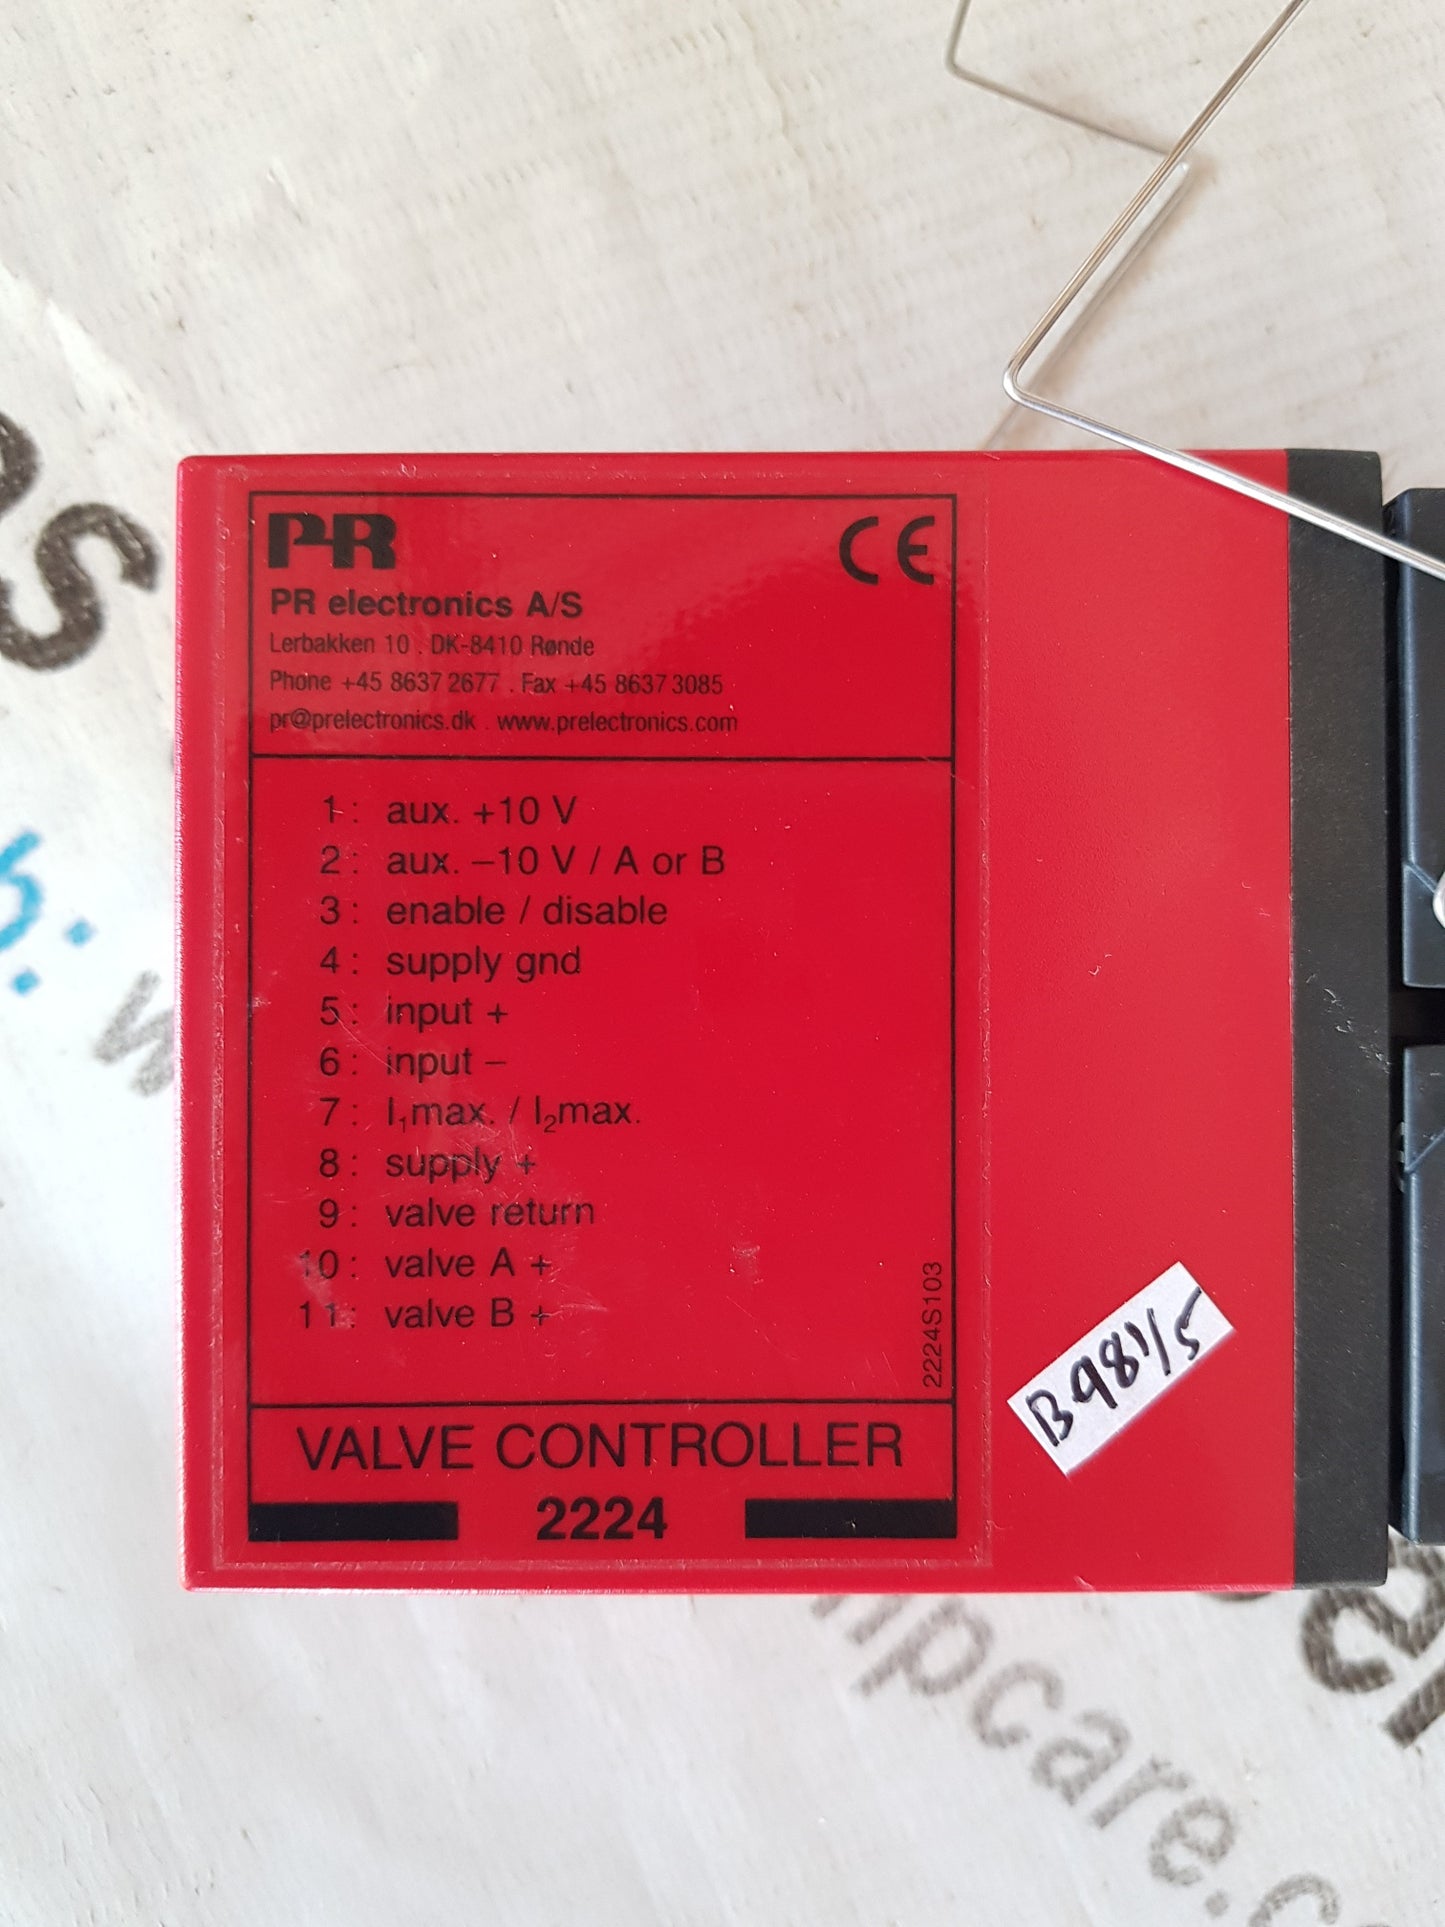 PR
CE
PR electronics A/S
Lerbakken 10 . DK-8410 Rønde
Phone +45 8637 2677 . Fax +45 8637 3085
pr@prelectronics.dk . www.prelectronics.com
1: aux. +10 V
2: aux. –10 V / A or B
3: enable / disable
4: supply gnd
5: input +
6: input –
7: I₁max. / I₂max.
8: supply +
9: valve return
10: valve A +
11: valve B +
2224S103
VALVE CONTROLLER
2224
B981/5
hpcare.c